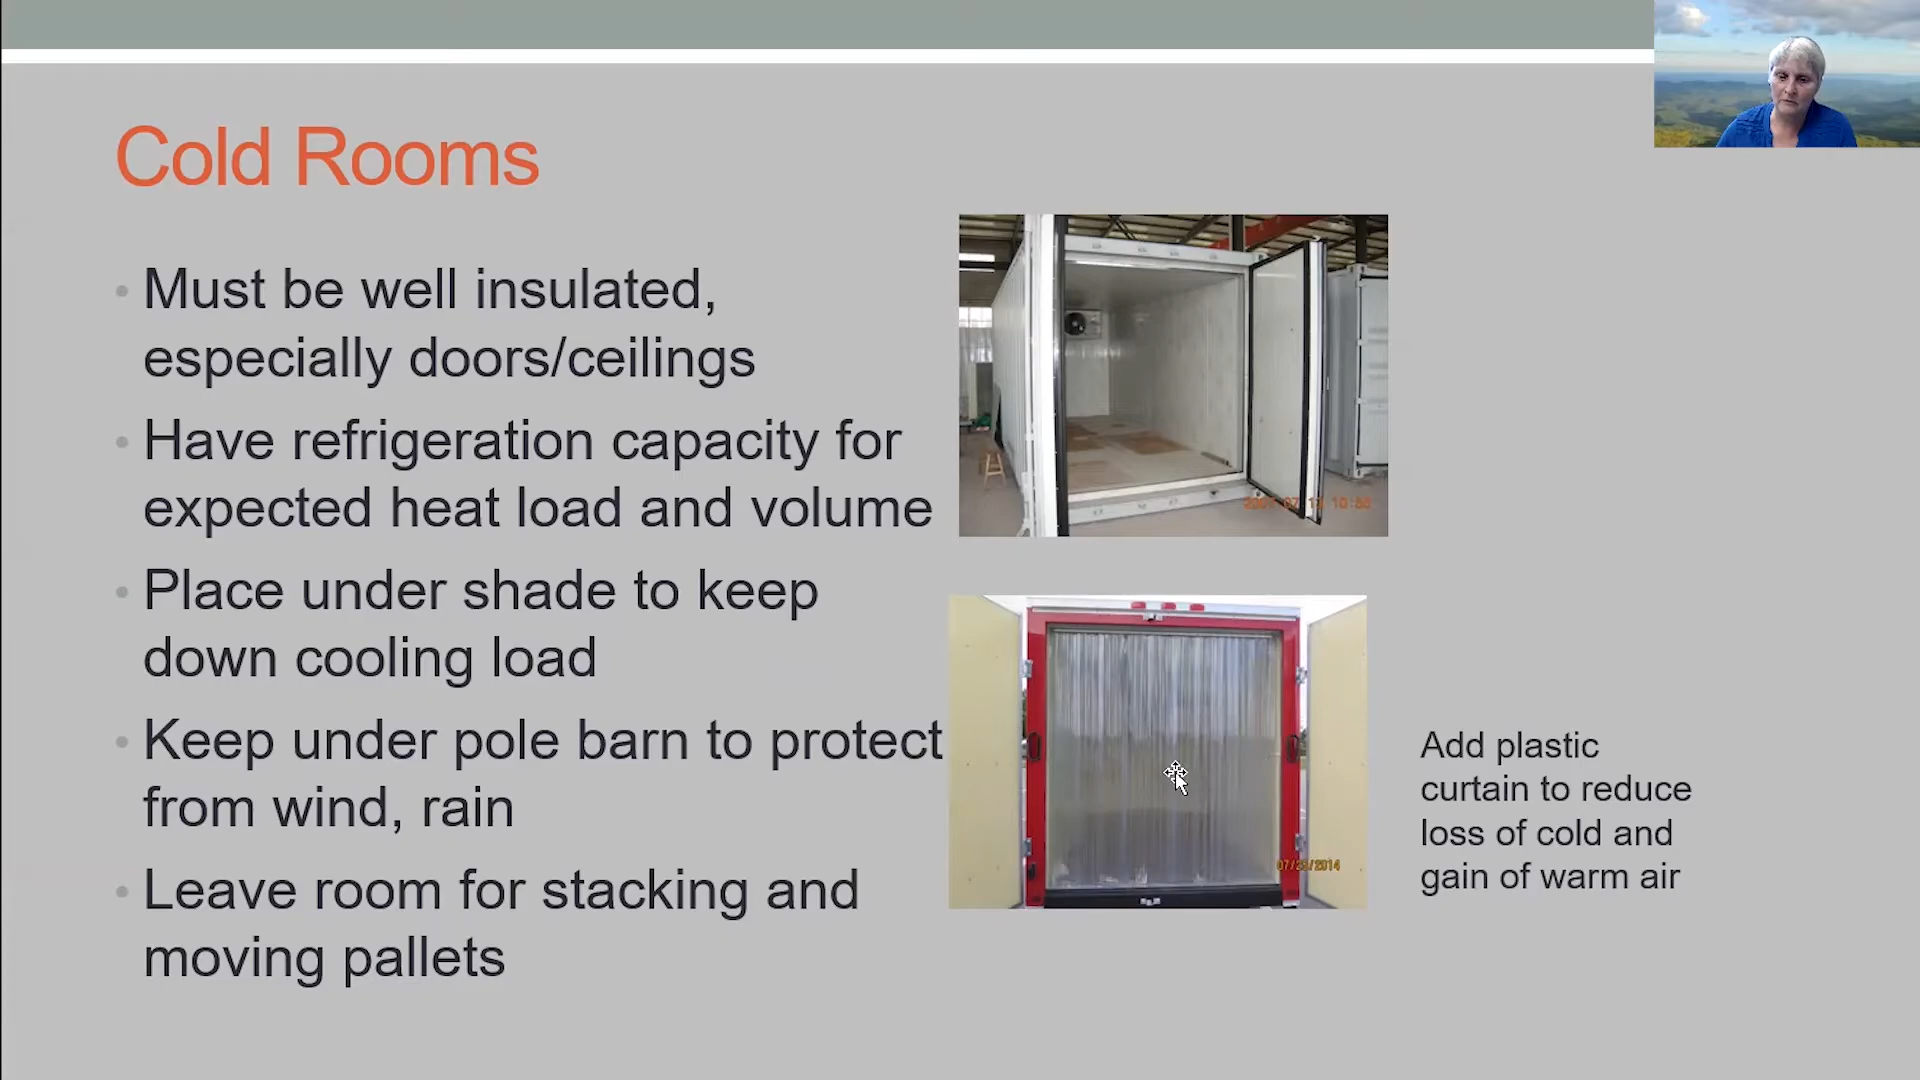 Cold Rooms
• Must be well insulated,
especially doors/ceilings
• Have refrigeration capacity for
expected heat load and volume
• Place under shade to keep
down cooling load
• Keep under pole barn to protect
from wind, rain
• Leave room for stacking and
moving pallets
Add plastic
curtain to reduce
loss of cold and
gain of warm air